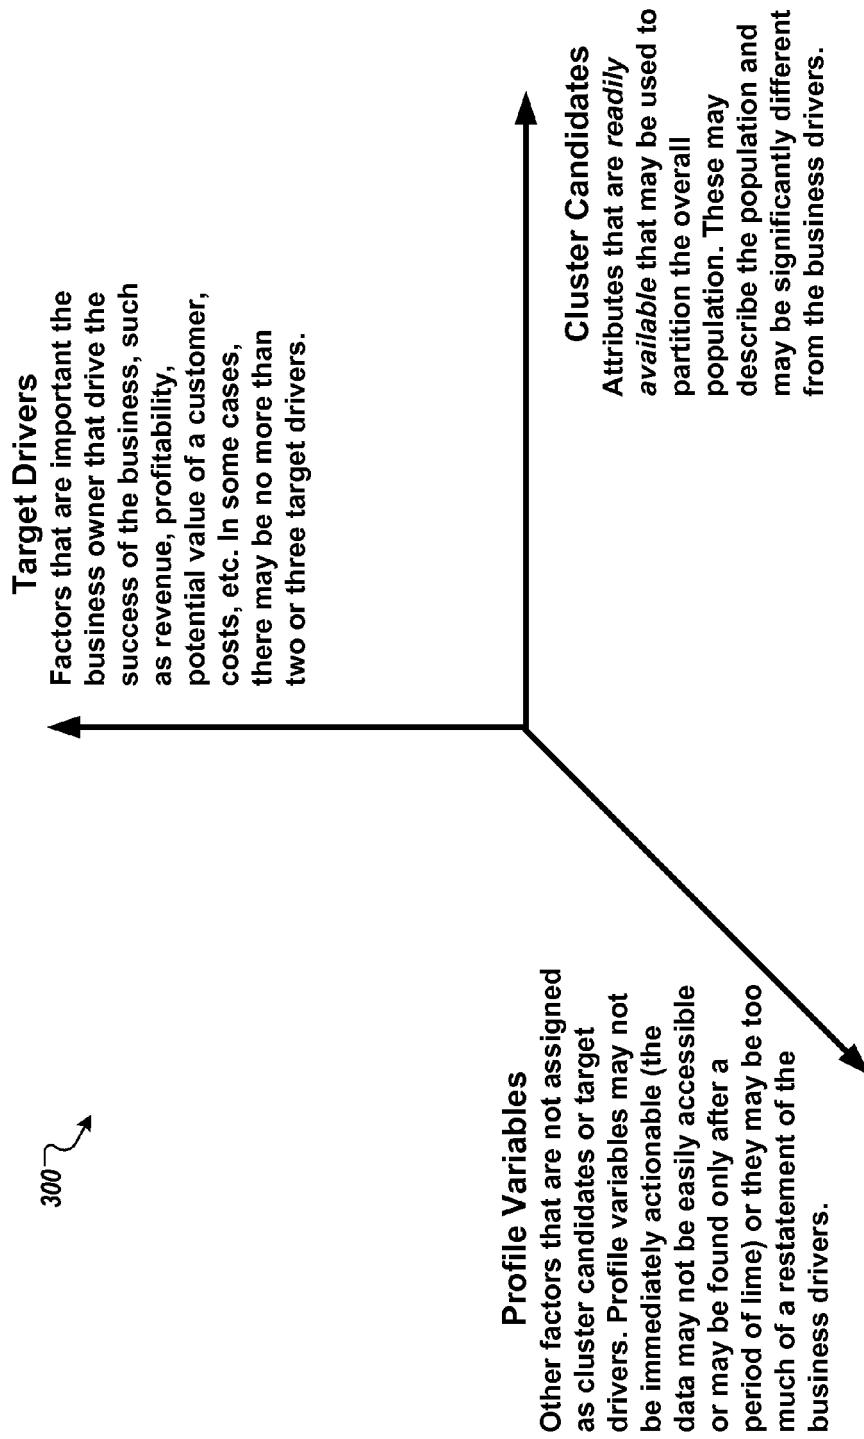 300
Target Drivers
Factors that are important the
business owner that drive the
success of the business, such
as revenue, profitability,
potential value of a customer,
costs, etc. In some cases,
there may be no more than
two or three target drivers.
Profile Variables
Other factors that are not assigned
as cluster candidates or target
drivers. Profile variables may not
be immediately actionable (the
data may not be easily accessible
or may be found only after a
period of lime) or they may be too
much of a restatement of the
business drivers.
Cluster Candidates
Attributes that are readily
available that may be used to
partition the overall
population. These may
describe the population and
may be significantly different
from the business drivers.